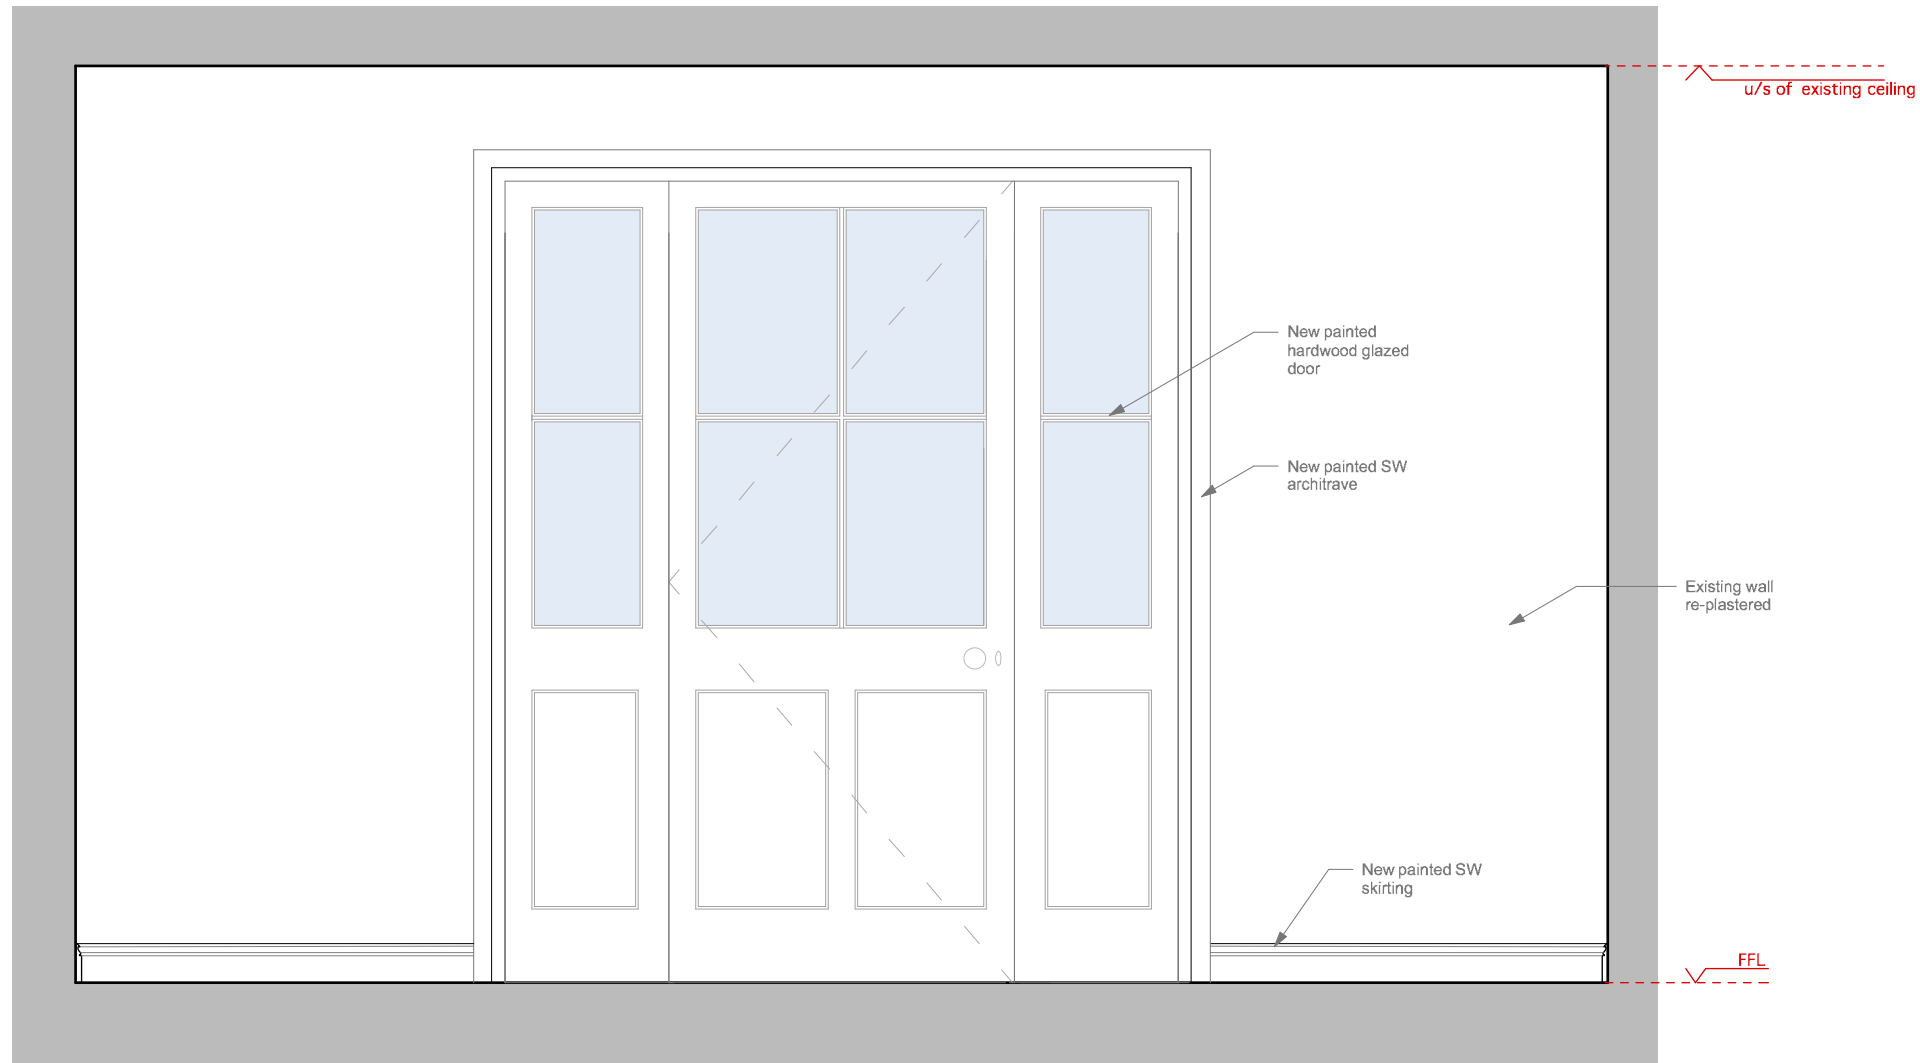 u/s of existing ceiling
New painted
hardwood glazed
door
New painted SW
architrave
Existing wall
re-plastered
New painted SW
skirting
FFL